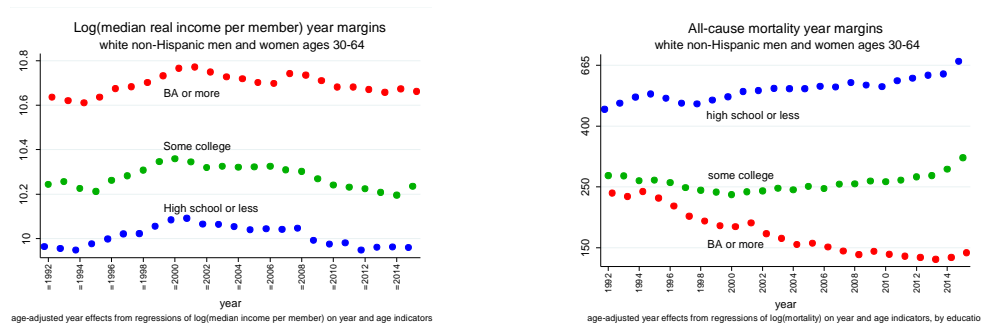 Log(median real income per member) year margins
white non-Hispanic men and women ages 30-64
10.8
10.6
10.4
10.2
10
BA or more
Some college
High school or less
=1992
=1994
=1996
=1998
=2000
=2002
=2004
=2006
=2008
=2010
=2012
=2014
year
age-adjusted year effects from regressions of log(median income per member) on year and age indicators
All-cause mortality year margins
white non-Hispanic men and women ages 30-64
665
400
250
150
high school or less
some college
BA or more
1992
1994
1996
1998
2000
2002
2004
2006
2008
2010
2012
2014
year
age-adjusted year effects from regressions of log(mortality) on year and age indicators, by educatio